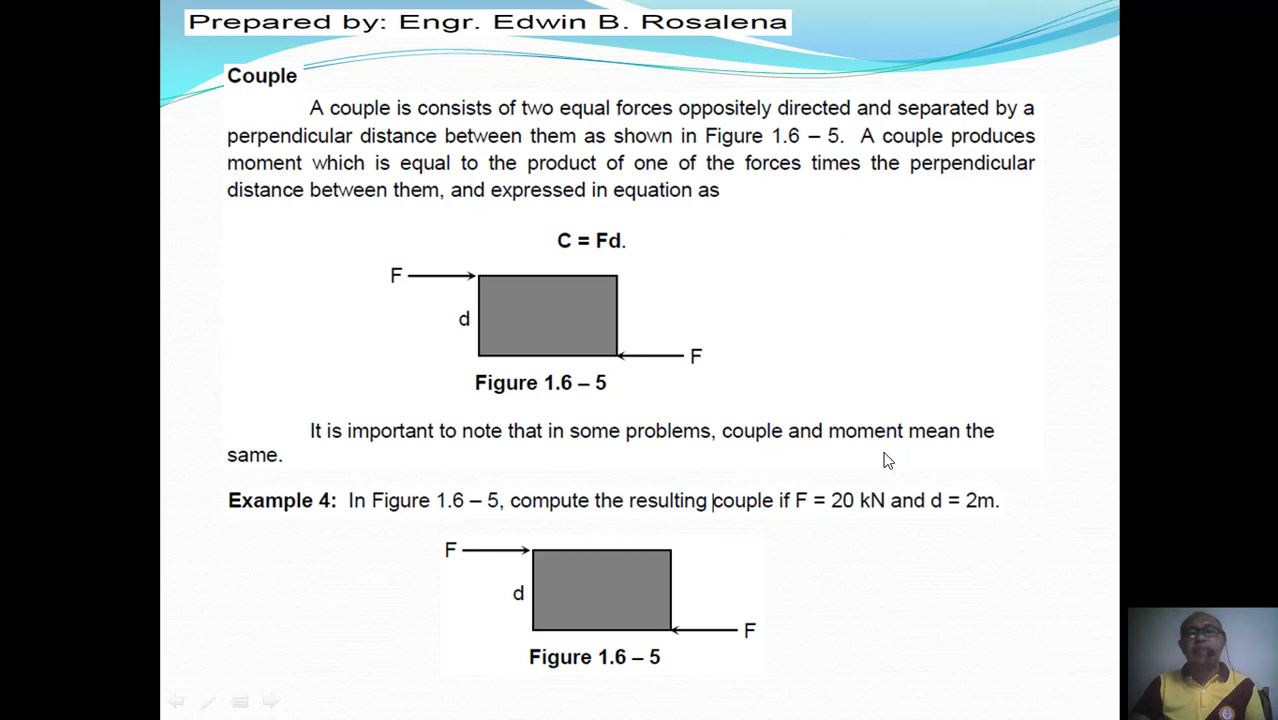 Prepared by: Engr. Edwin B. Rosalena
Couple
A couple is consists of two equal forces oppositely directed and separated by a
perpendicular distance between them as shown in Figure 1.6 – 5. A couple produces
moment which is equal to the product of one of the forces times the perpendicular
distance between them, and expressed in equation as
C = Fd.
F
d
F
Figure 1.6 – 5
It is important to note that in some problems, couple and moment mean the
same.
Example 4: In Figure 1.6 – 5, compute the resulting couple if F = 20 kN and d = 2m.
F
d
F
Figure 1.6 – 5